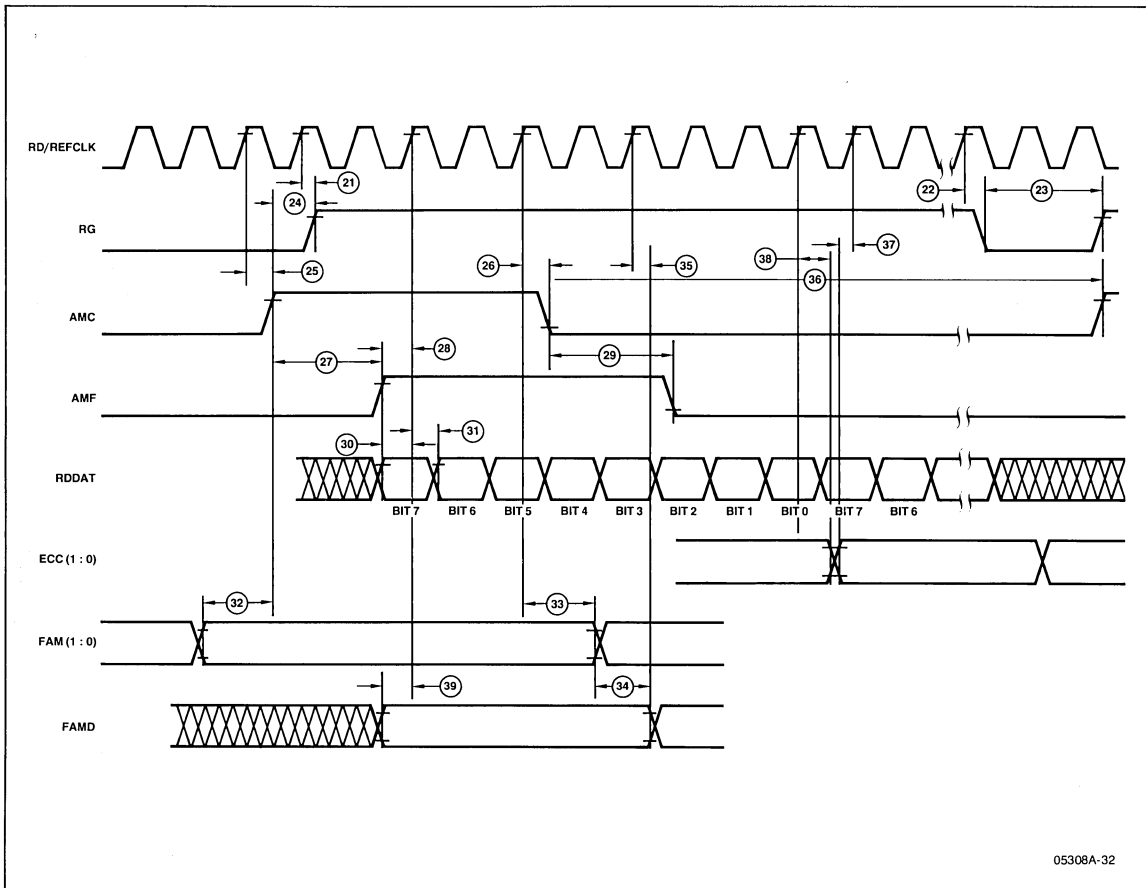 RD/REFCLK
21
22
23
24
RG
37
38
25
26
35
36
AMC
27
28
29
AMF
30
31
RDDAT
BIT 7 BIT 6 BIT 5 BIT 4 BIT 3 BIT 2 BIT 1 BIT 0 BIT 7 BIT 6
ECC (1 : 0)
32
33
FAM (1 : 0)
39
34
FAMD
05308A-32